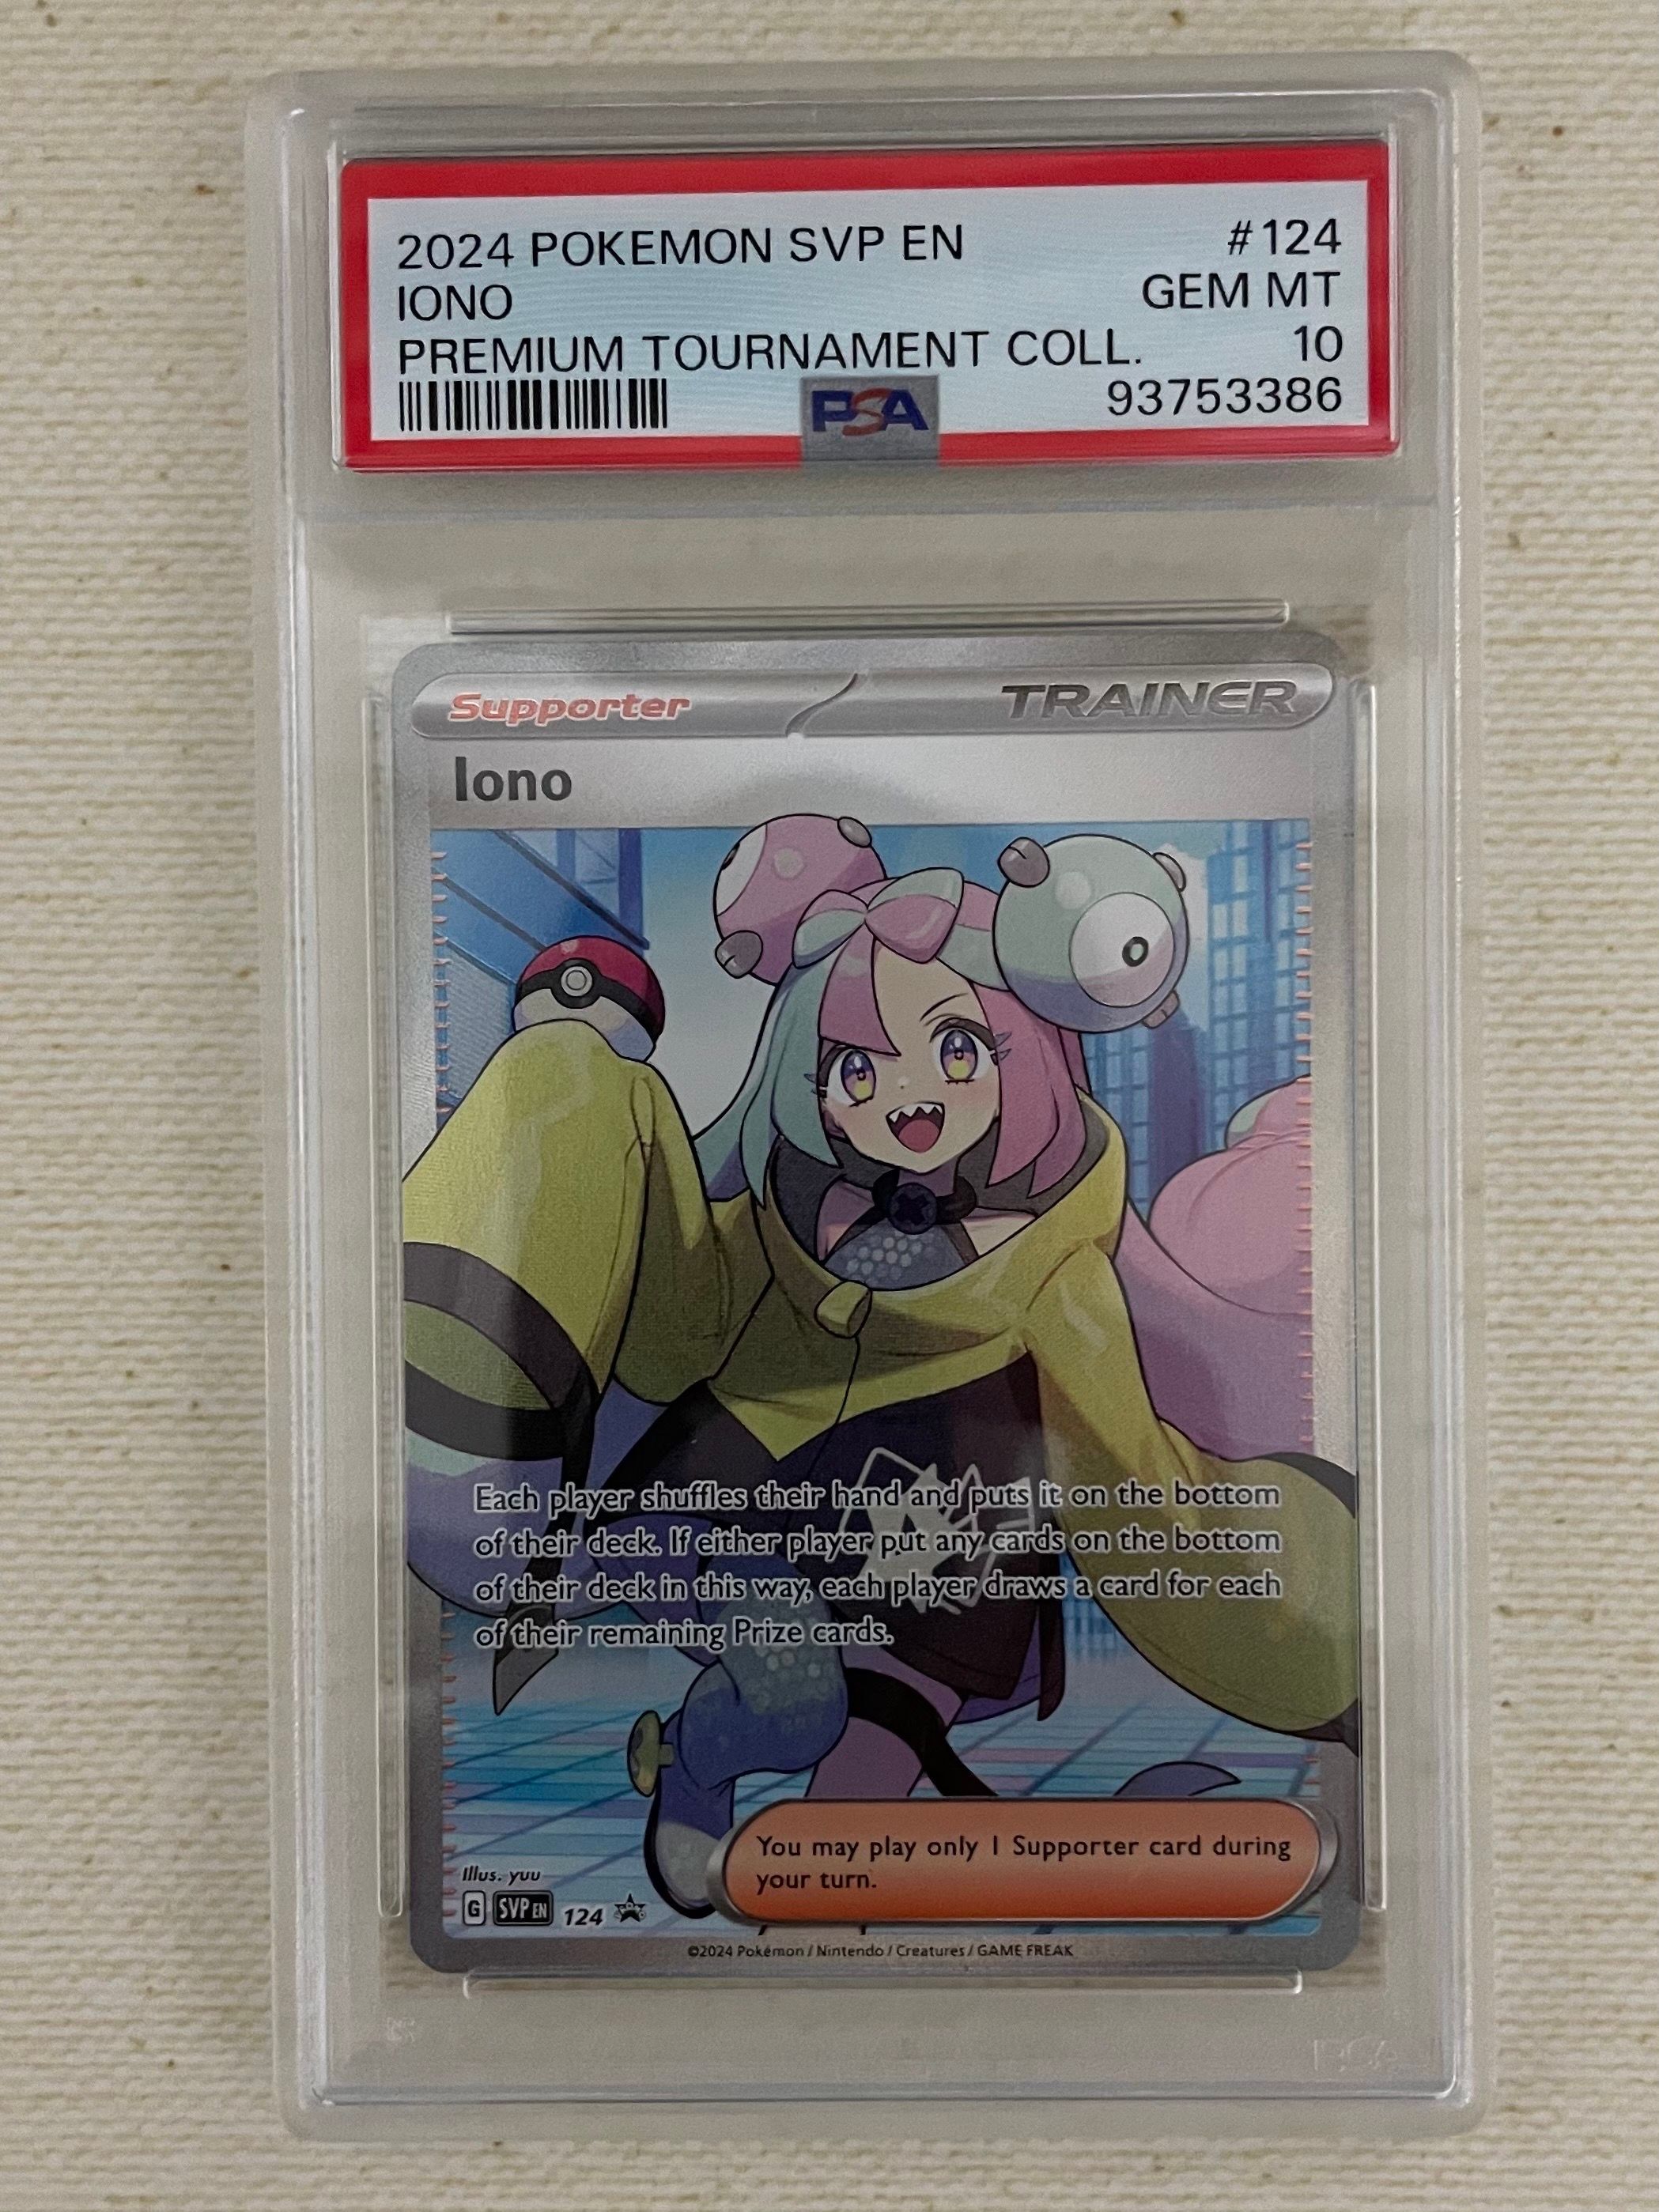 2024 POKEMON SVP EN #124
IONO GEM MT
PREMIUM TOURNAMENT COLL. 10
PSA 93753386
Supporter TRAINER
Iono
Each player shuffles their hand and puts it on the bottom
of their deck. If either player put any cards on the bottom
of their deck in this way, each player draws a card for each
of their remaining Prize cards.
You may play only 1 Supporter card during
your turn.
Illus. yuu
G SVP EN 124
©2024 Pokémon / Nintendo / Creatures / GAME FREAK